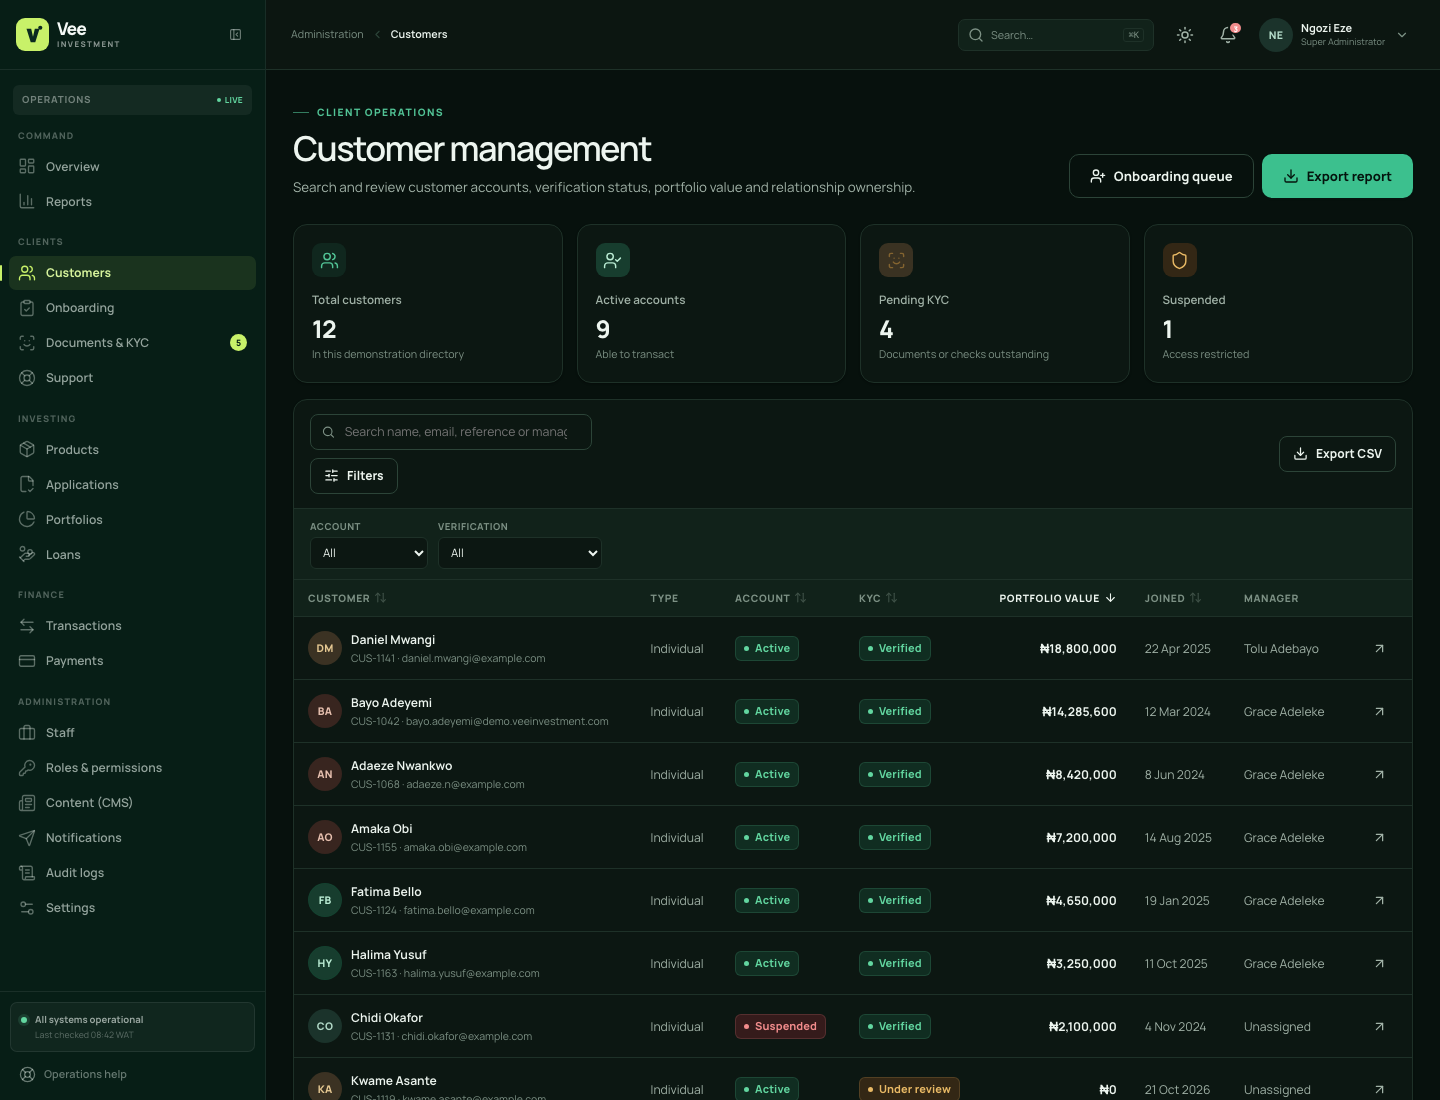 Vee
INVESTMENT
OPERATIONS
LIVE
COMMAND
Overview
Reports
CLIENTS
Customers
Onboarding
Documents & KYC
5
Support
INVESTING
Products
Applications
Portfolios
Loans
FINANCE
Transactions
Payments
ADMINISTRATION
Staff
Roles & permissions
Content (CMS)
Notifications
Audit logs
Settings
All systems operational
Last checked 08:42 WAT
Operations help
Administration
Customers
Search...
⌘K
3
NE
Ngozi Eze
Super Administrator
CLIENT OPERATIONS
Customer management
Search and review customer accounts, verification status, portfolio value and relationship ownership.
Onboarding queue
Export report
Total customers
12
In this demonstration directory
Active accounts
9
Able to transact
Pending KYC
4
Documents or checks outstanding
Suspended
1
Access restricted
Search name, email, reference or manag
Filters
Export CSV
ACCOUNT
All
VERIFICATION
All
CUSTOMER TYPE ACCOUNT KYC PORTFOLIO VALUE JOINED MANAGER
DM Daniel Mwangi
CUS-1141 · daniel.mwangi@example.com
Individual Active Verified ₦18,800,000 22 Apr 2025 Tolu Adebayo
BA Bayo Adeyemi
CUS-1042 · bayo.adeyemi@demo.veeinvestment.com
Individual Active Verified ₦14,285,600 12 Mar 2024 Grace Adeleke
AN Adaeze Nwankwo
CUS-1068 · adaeze.n@example.com
Individual Active Verified ₦8,420,000 8 Jun 2024 Grace Adeleke
AO Amaka Obi
CUS-1155 · amaka.obi@example.com
Individual Active Verified ₦7,200,000 14 Aug 2025 Grace Adeleke
FB Fatima Bello
CUS-1124 · fatima.bello@example.com
Individual Active Verified ₦4,650,000 19 Jan 2025 Grace Adeleke
HY Halima Yusuf
CUS-1163 · halima.yusuf@example.com
Individual Active Verified ₦3,250,000 11 Oct 2025 Grace Adeleke
CO Chidi Okafor
CUS-1131 · chidi.okafor@example.com
Individual Suspended Verified ₦2,100,000 4 Nov 2024 Unassigned
KA Kwame Asante
CUS-1119 · kwame.asante@example.com
Individual Active Under review ₦0 21 Oct 2026 Unassigned